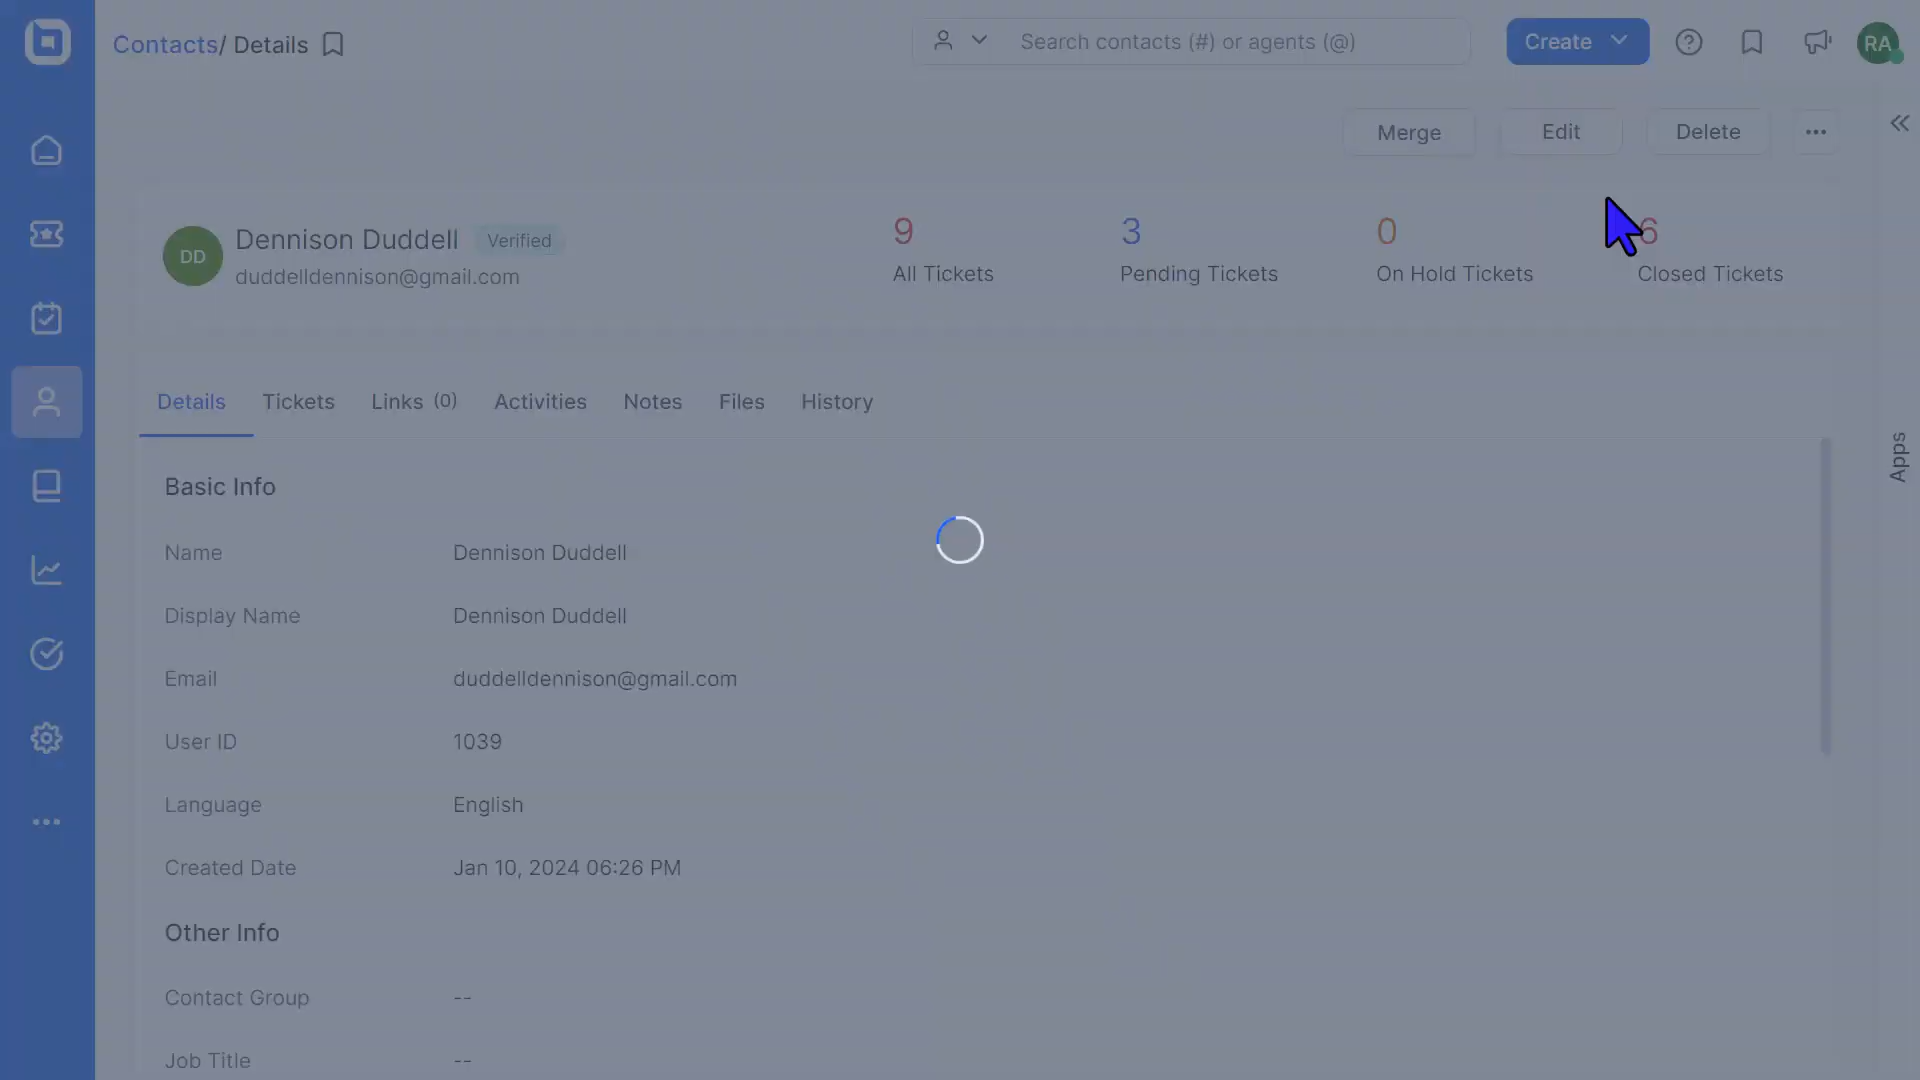 Contacts/ Details
Search contacts (#) or agents (@)
Create
RA
Merge
Edit
Delete
DD
Dennison Duddell
Verified
duddelldennison@gmail.com
9
All Tickets
3
Pending Tickets
0
On Hold Tickets
6
Closed Tickets
Details
Tickets
Links (0)
Activities
Notes
Files
History
Apps
Basic Info
Name
Dennison Duddell
Display Name
Dennison Duddell
Email
duddelldennison@gmail.com
User ID
1039
Language
English
Created Date
Jan 10, 2024 06:26 PM
Other Info
Contact Group
--
Job Title
--